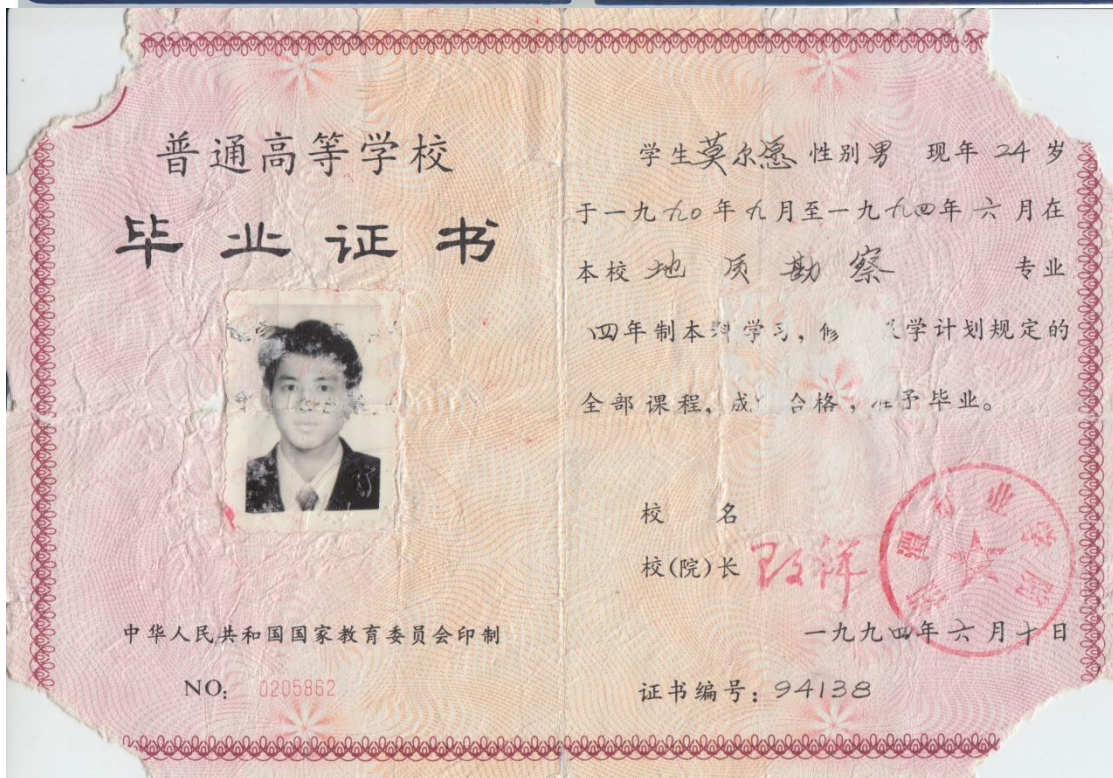 普通高等学校
毕业证书
中华人民共和国国家教育委员会印制
NO: 0205862
学生莫尔 性别男 现年 24 岁
于一九九0年九月至一九九四年六月在
本校 地质勘察 专业
四年制本科学习, 修 学计划规定的
全部课程, 成 合格, 准予毕业。
校 名
校(院)长
业学院
一九九四年六月十日
证书编号: 94138